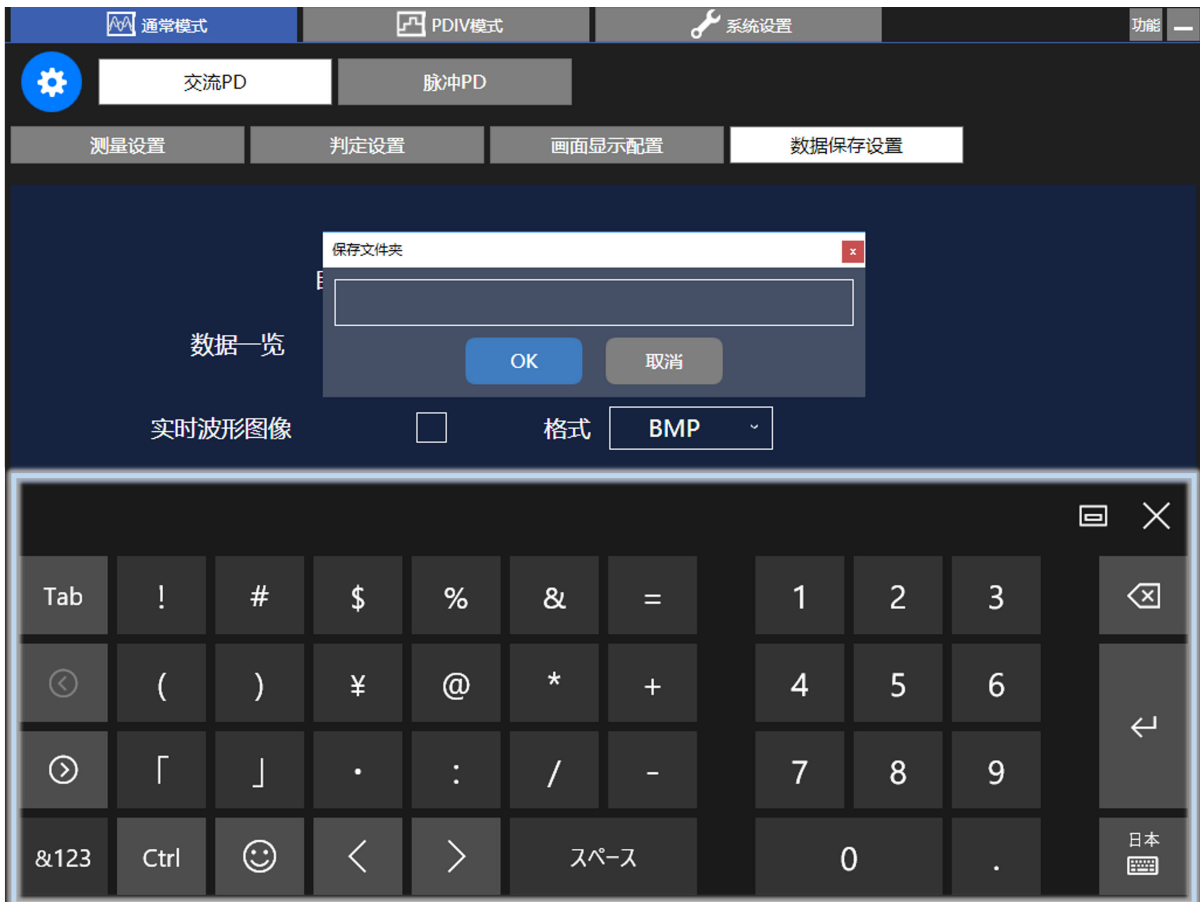 通常模式 PDIV模式 系统设置 功能
交流PD 脉冲PD
测量设置 判定设置 画面显示配置 数据保存设置
保存文件夹 x
数据一览
OK 取消
实时波形图像 格式 BMP
Tab ! # $ % & = 1 2 3
( ) ¥ @ * + 4 5 6
「 」 ・ : / - 7 8 9
&123 Ctrl < > スペース 0 . 日本